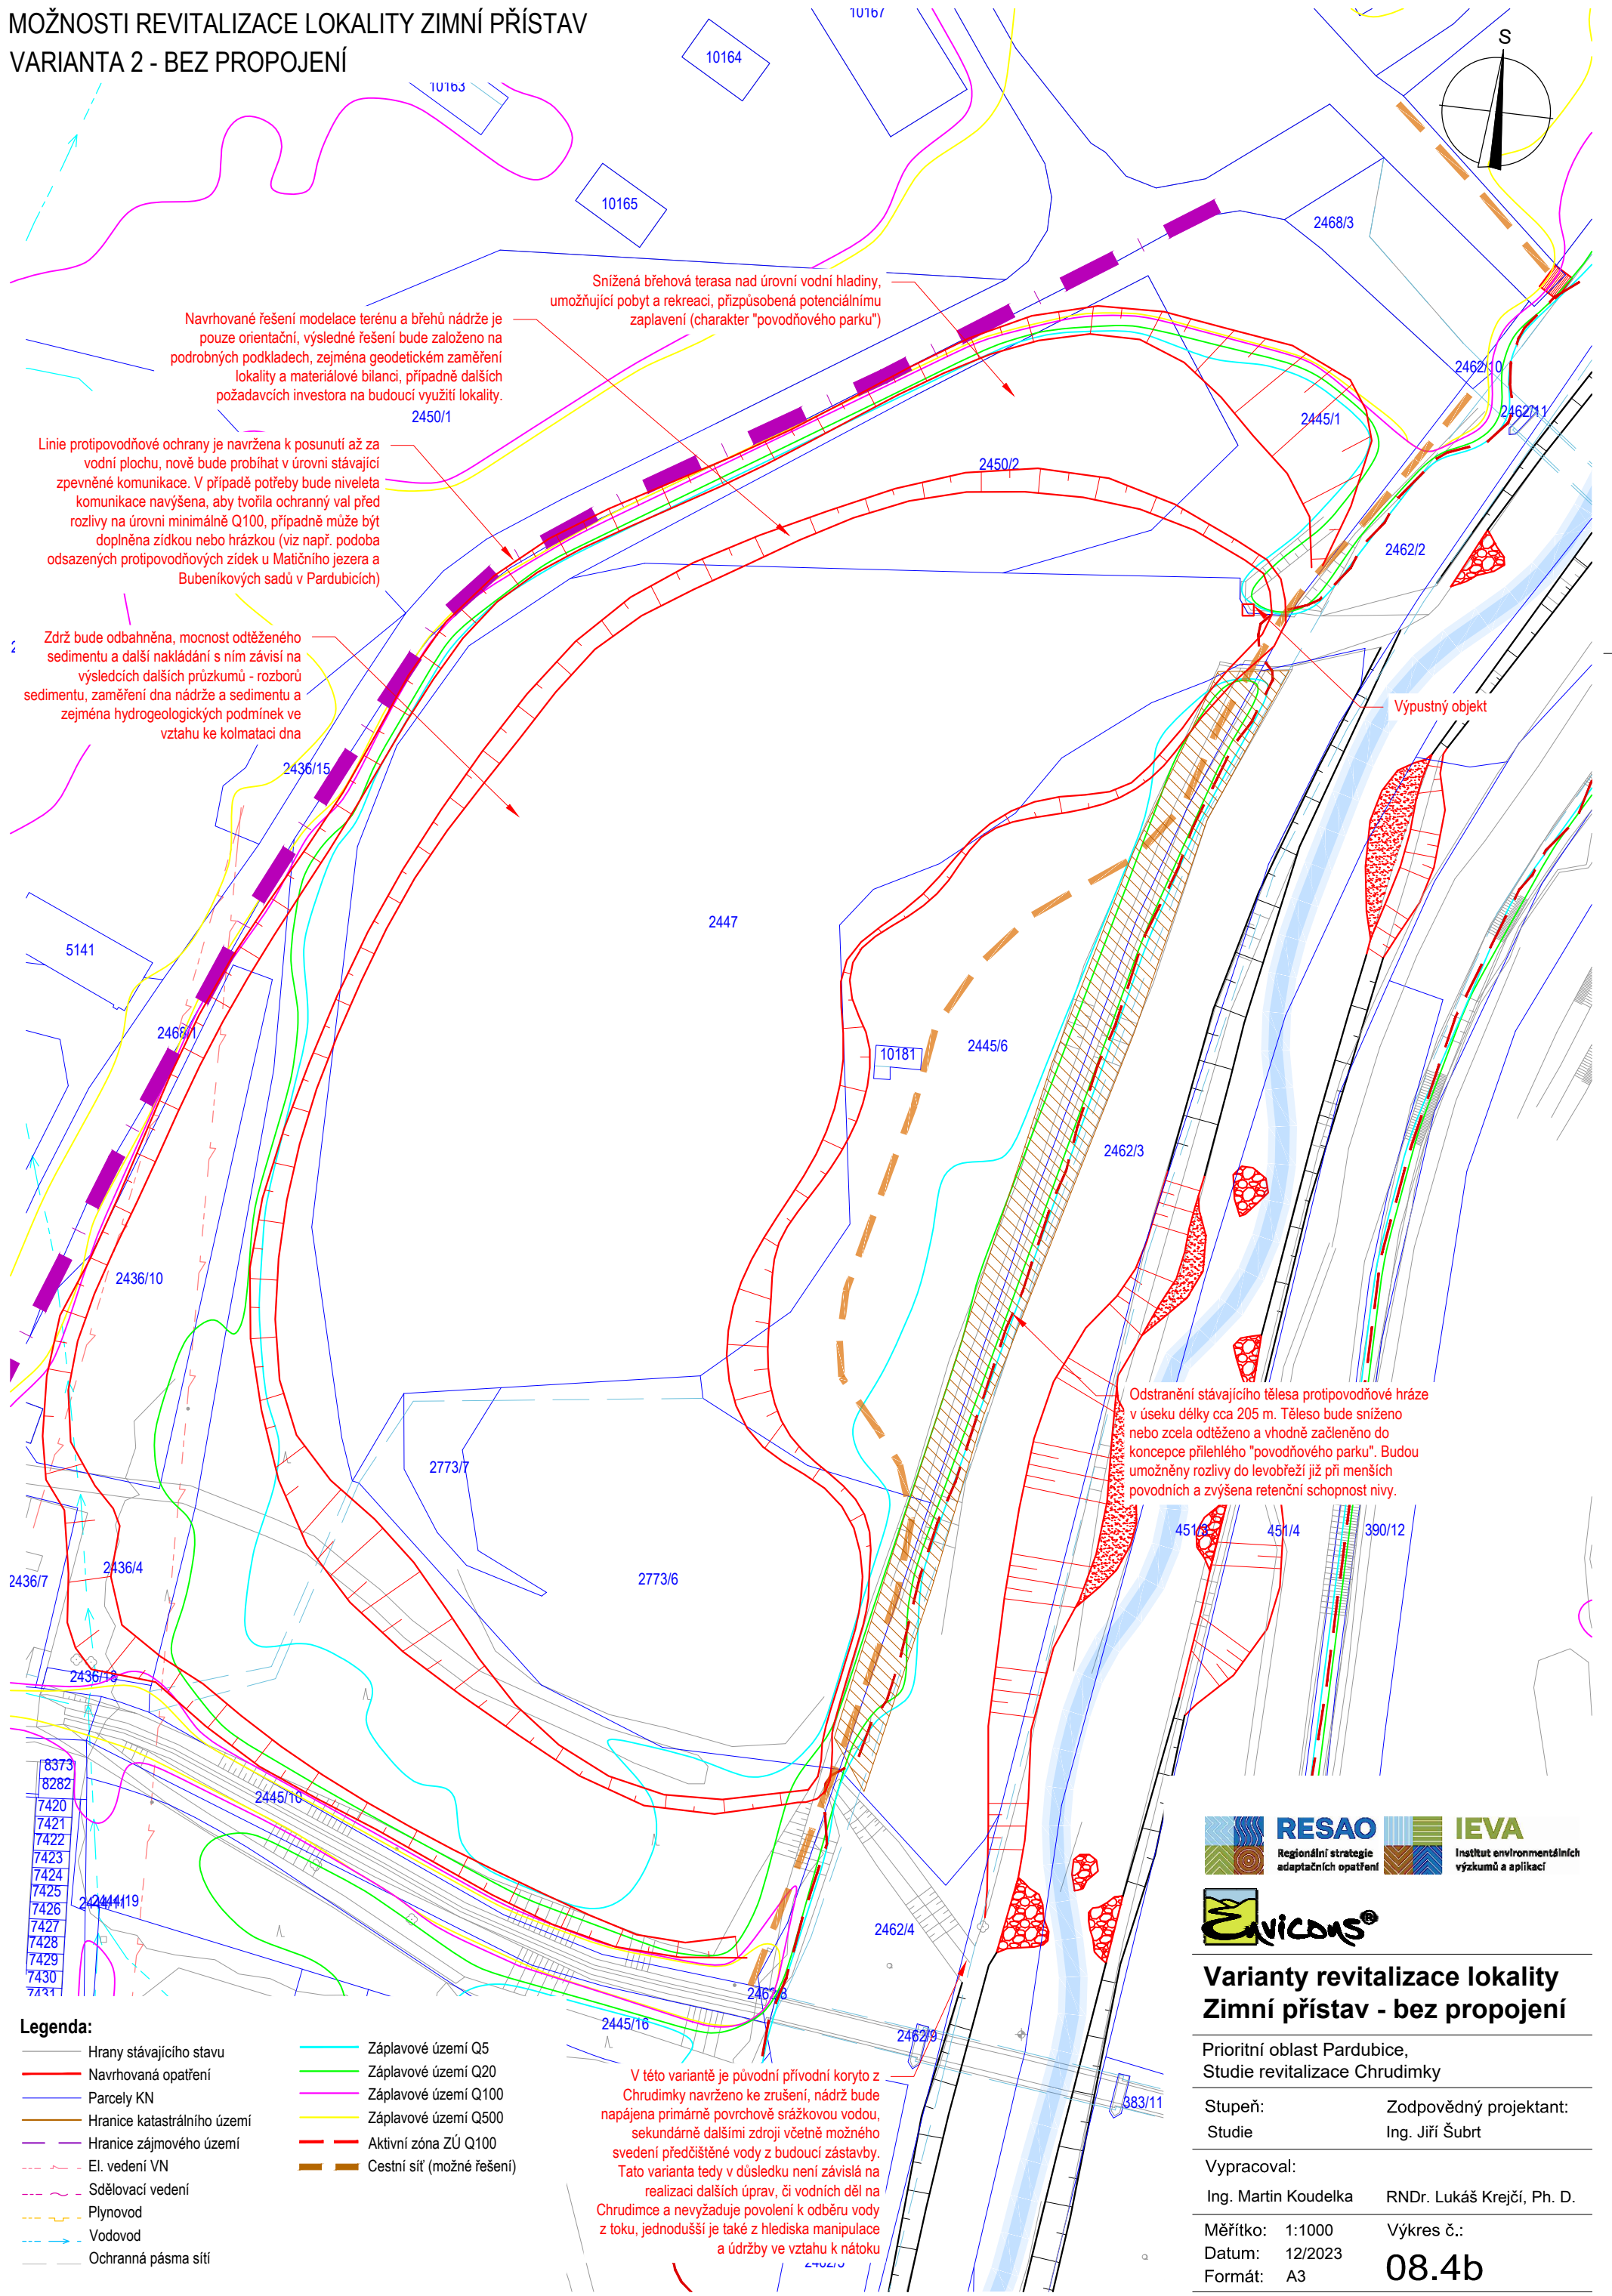 MOŽNOSTI REVITALIZACE LOKALITY ZIMNÍ PŘÍSTAV
VARIANTA 2 - BEZ PROPOJENÍ
10167
10164
10163
S
10165
2468/3
Snížená břehová terasa nad úrovní vodní hladiny,
umožňující pobyt a rekreaci, přizpůsobená potenciálnímu
zaplavení (charakter "povodňového parku")
Navrhované řešení modelace terénu a břehů nádrže je
pouze orientační, výsledné řešení bude založeno na
podrobných podkladech, zejména geodetickém zaměření
lokality a materiálové bilanci, případně dalších
požadavcích investora na budoucí využití lokality.
2450/1
2462/10
2462/11
2445/1
Linie protipovodňové ochrany je navržena k posunutí až za
vodní plochu, nově bude probíhat v úrovni stávající
zpevněné komunikace. V případě potřeby bude niveleta
komunikace navýšena, aby tvořila ochranný val před
rozlivy na úrovni minimálně Q100, případně může být
doplněna zídkou nebo hrázkou (viz např. podoba
odsazených protipovodňových zídek u Matičního jezera a
Bubeníkových sadů v Pardubicích)
2450/2
2462/2
Zdrž bude odbahněna, mocnost odtěženého
sedimentu a další nakládání s ním závisí na
výsledcích dalších průzkumů - rozborů
sedimentu, zaměření dna nádrže a sedimentu a
zejména hydrogeologických podmínek ve
vztahu ke kolmataci dna
Výpustný objekt
2436/15
2447
5141
2468/1
10181
2445/6
2462/3
2436/10
Odstranění stávajícího tělesa protipovodňové hráze
v úseku délky cca 205 m. Těleso bude sníženo
nebo zcela odtěženo a vhodně začleněno do
koncepce přilehlého "povodňového parku". Budou
umožněny rozlivy do levobřeží již při menších
povodních a zvýšena retenční schopnost nivy.
2773/7
451/3
451/4
390/12
2436/7
2436/4
2773/6
2436/18
8373
8282
7420
7421
7422
7423
7424
7425
7426
7427
7428
7429
7430
7431
2445/10
2444/19
2462/4
2462/8
2445/16
2462/9
383/11
RESAO
Regionální strategie
adaptačních opatření
IEVA
Institut environmentálních
výzkumů a aplikací
Envicons®
Varianty revitalizace lokality
Zimní přístav - bez propojení
Prioritní oblast Pardubice,
Studie revitalizace Chrudimky
Stupeň:
Zodpovědný projektant:
Studie
Ing. Jiří Šubrt
Vypracoval:
Ing. Martin Koudelka
RNDr. Lukáš Krejčí, Ph. D.
Měřítko: 1:1000
Výkres č.:
Datum: 12/2023
08.4b
Formát: A3
Legenda:
Hrany stávajícího stavu
Navrhovaná opatření
Parcely KN
Hranice katastrálního území
Hranice zájmového území
El. vedení VN
Sdělovací vedení
Plynovod
Vodovod
Ochranná pásma sítí
Záplavové území Q5
Záplavové území Q20
Záplavové území Q100
Záplavové území Q500
Aktivní zóna ZÚ Q100
Cestní síť (možné řešení)
V této variantě je původní přívodní koryto z
Chrudimky navrženo ke zrušení, nádrž bude
napájena primárně povrchově srážkovou vodou,
sekundárně dalšími zdroji včetně možného
svedení předčištěné vody z budoucí zástavby.
Tato varianta tedy v důsledku není závislá na
realizaci dalších úprav, či vodních děl na
Chrudimce a nevyžaduje povolení k odběru vody
z toku, jednodušší je také z hlediska manipulace
a údržby ve vztahu k nátoku